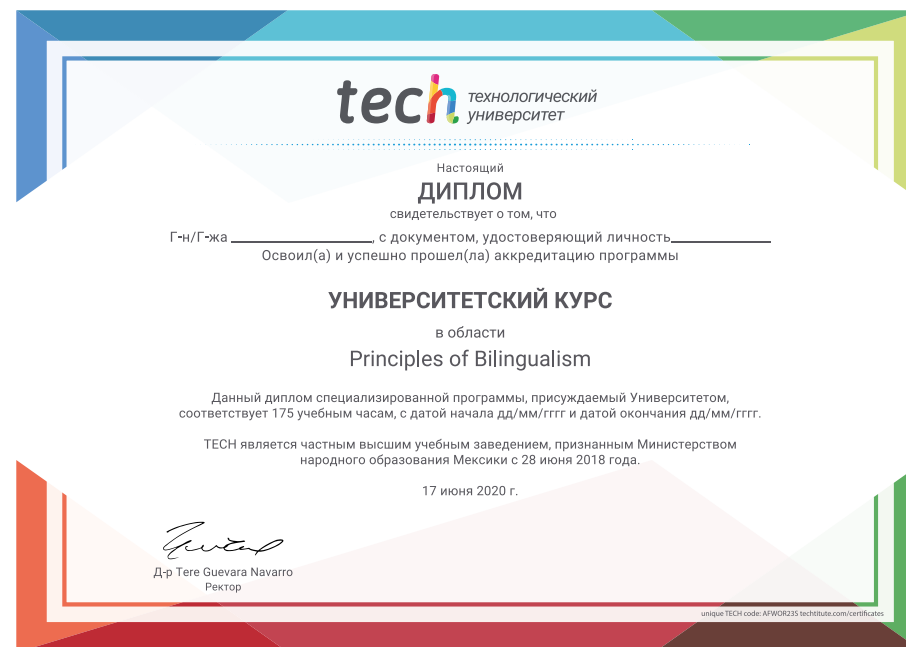 tech технологический
университет
Настоящий
ДИПЛОМ
свидетельствует о том, что
Г-н/Г-жа ____________________, с документом, удостоверяющий личность______________
Освоил(а) и успешно прошел(ла) аккредитацию программы
УНИВЕРСИТЕТСКИЙ КУРС
в области
Principles of Bilingualism
Данный диплом специализированной программы, присуждаемый Университетом,
соответствует 175 учебным часам, с датой начала дд/мм/гггг и датой окончания дд/мм/гггг.
TECH является частным высшим учебным заведением, признанным Министерством
народного образования Мексики с 28 июня 2018 года.
17 июня 2020 г.
Д-р Tere Guevara Navarro
Ректор
unique TECH code: AFWOR23S techtitute.com/certificates